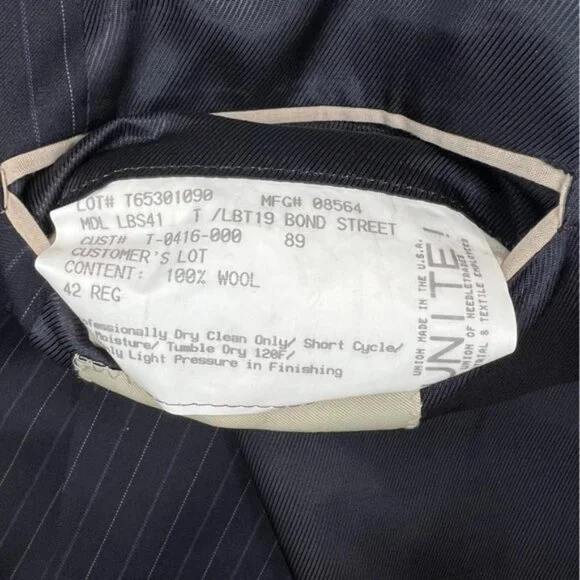 LOT# T65301090 MFG# 08564
MDL LBS41 T /LBT19 BOND STREET
CUST# T-0416-000 89
CUSTOMER'S LOT
CONTENT: 100% WOOL
42 REG
Dry Clean Only/ Short Cycle/
Moisture/ Tumble Dry 120F/
Light Pressure in Finishing
UNION MADE IN THE U.S.A.
UNITE!
UNION OF NEEDLETRADES
& TEXTILE EMPLOYEES